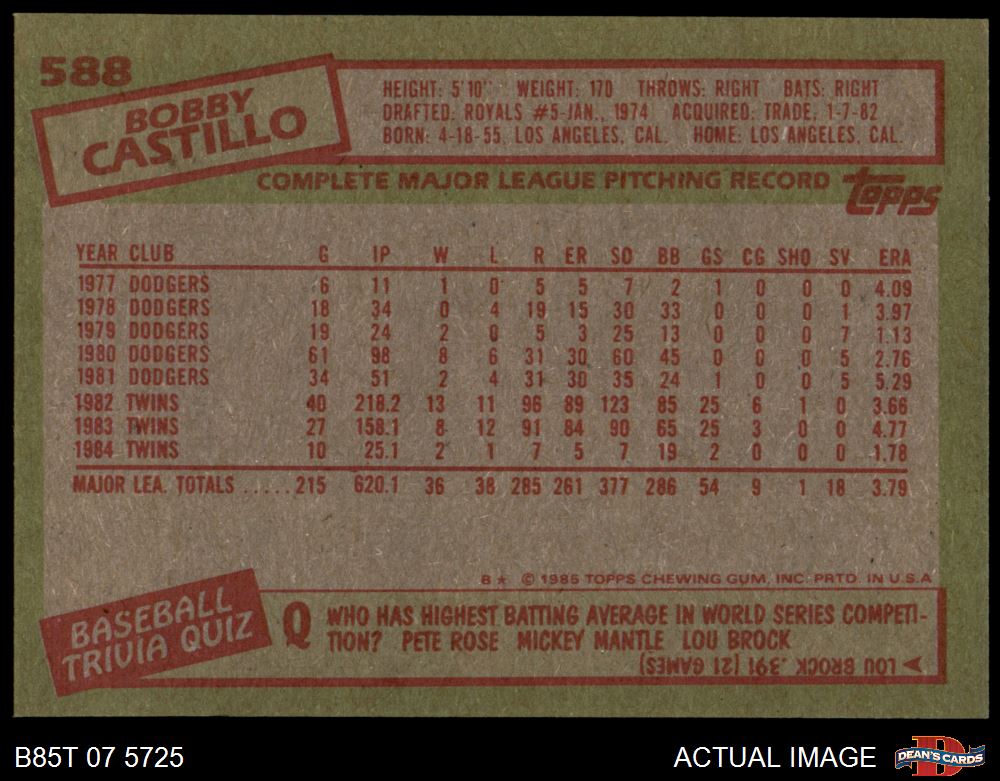 588
BOBBY
CASTILLO
HEIGHT: 5'10" WEIGHT: 170 THROWS: RIGHT BATS: RIGHT
DRAFTED: ROYALS #5-JAN., 1974 ACQUIRED: TRADE, 1-7-82
BORN: 4-18-55, LOS ANGELES, CAL. HOME: LOS ANGELES, CAL.
COMPLETE MAJOR LEAGUE PITCHING RECORD topps
YEAR CLUB G IP W L R ER SO BB GS CG SHO SV ERA
1977 DODGERS 6 11 1 0 5 5 7 2 1 0 0 0 4.09
1978 DODGERS 18 34 0 4 19 15 30 33 0 0 0 1 3.97
1979 DODGERS 19 24 2 0 5 3 25 13 0 0 0 7 1.13
1980 DODGERS 61 98 8 6 31 30 60 45 0 0 0 5 2.76
1981 DODGERS 34 51 2 4 31 30 35 24 1 0 0 5 5.29
1982 TWINS 40 218.2 13 11 96 89 123 85 25 6 1 0 3.66
1983 TWINS 27 158.1 8 12 91 84 90 65 25 3 0 0 4.77
1984 TWINS 10 25.1 2 1 7 5 7 19 2 0 0 0 1.78
MAJOR LEA. TOTALS .....215 620.1 36 38 285 261 377 286 54 9 1 18 3.79
B★ © 1985 TOPPS CHEWING GUM, INC. PRTD. IN U.S.A
BASEBALL
TRIVIA QUIZ
Q WHO HAS HIGHEST BATTING AVERAGE IN WORLD SERIES COMPETI-
TION? PETE ROSE MICKEY MANTLE LOU BROCK
LOU BROCK, .391 (21 GAMES)
B85T 07 5725
ACTUAL IMAGE
D
DEAN'S CARDS